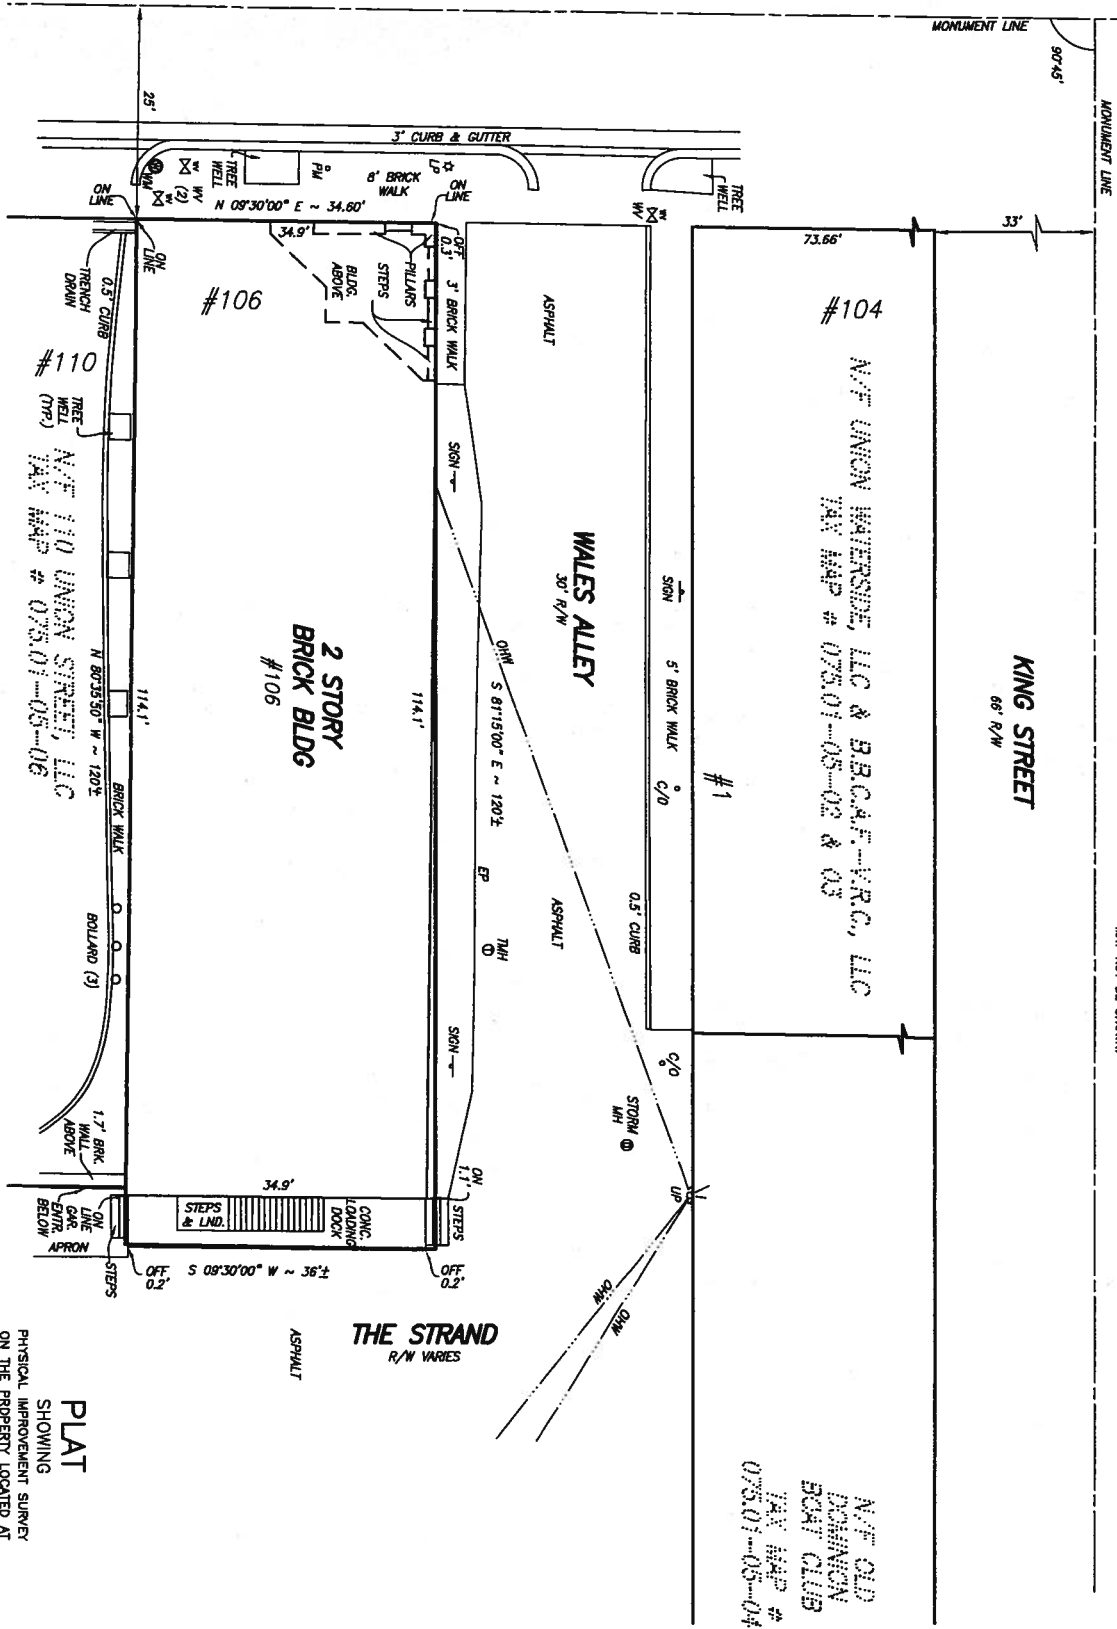 MONUMENT LINE
90°45'
MONUMENT LINE
33'
KING STREET
66' R/W
25'
3' CURB & GUTTER
TREE
WELL
WM
WV
(2)
PM
LP
8' BRICK
WALK
ON
LINE
ON
LINE
ON
LINE
N 09'30'00" E ~ 34.60'
34.9'
OFF
0.3'
WV
TREE
WELL
73.66'
#104
N/F UNION WATERSIDE, LLC & B.B.C.A.F.-V.R.C., LLC
TAX MAP # 075.01-05-02 & 03
#106
BLDG.
ABOVE
STEPS
PILLARS
3' BRICK WALK
ASPHALT
TRENCH
DRAIN
0.5' CURB
#110
TREE
WELL
(TYP.)
N/F 110 UNION STREET, LLC
TAX MAP # 075.01-05-06
SIGN
WALES ALLEY
30' R/W
SIGN
5' BRICK WALK
C/O
#1
OHW
S 81'15'00" E ~ 120'±
114.1'
2 STORY
BRICK BLDG
#106
114.1'
N 80'35'50" W ~ 120'±
BRICK WALK
BOLLARD (3)
EP
TMH
ASPHALT
0.5' CURB
SIGN
C/O
STORM
MH
UP
1.7' BRK.
WALL
ABOVE
ON
LINE
GAR.
ENTR.
BELOW
APRON
STEPS
34.9'
STEPS
& LND.
CONC.
LOADING
DOCK
ON
1.1'
STEPS
OFF
0.2'
S 09'30'00" W ~ 36'±
OFF
0.2'
OHW
OHW
THE STRAND
R/W VARIES
ASPHALT
N/F OLD
DOMINION
BOAT CLUB
TAX MAP #
075.01-05-04
PLAT
SHOWING
PHYSICAL IMPROVEMENT SURVEY
ON THE PROPERTY LOCATED AT